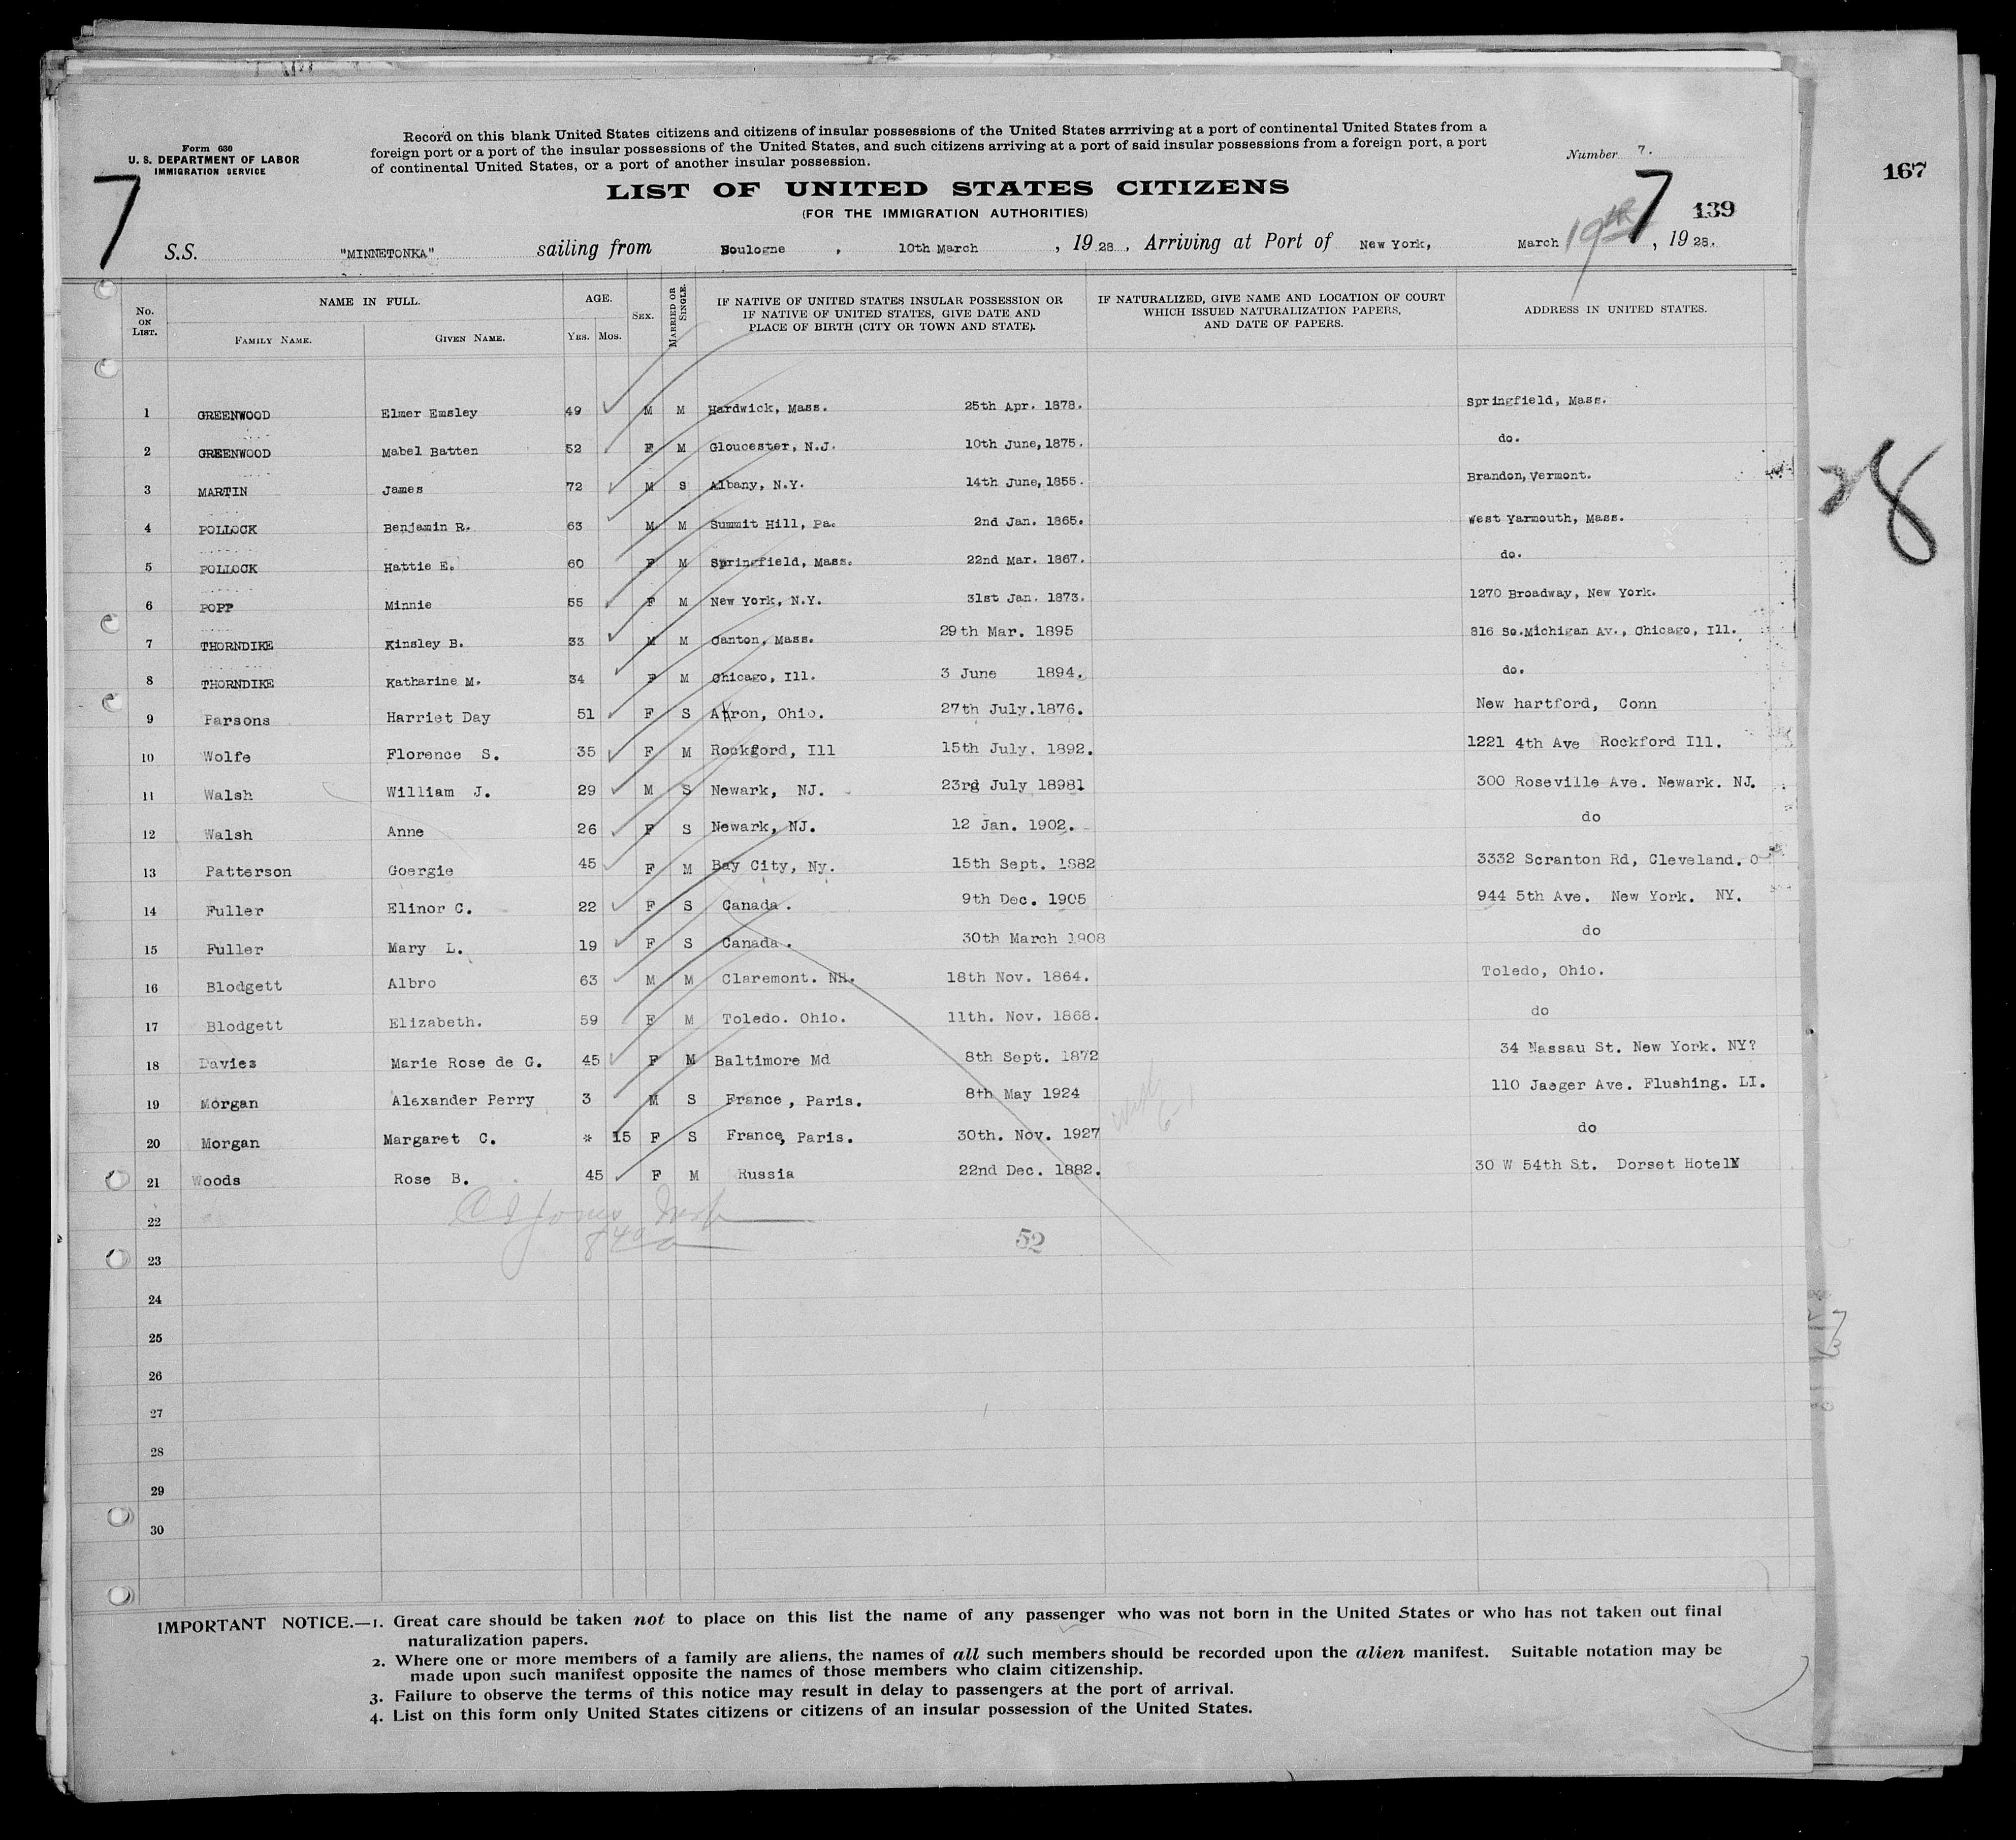 Form 630
U. S. DEPARTMENT OF LABOR
IMMIGRATION SERVICE
Record on this blank United States citizens and citizens of insular possessions of the United States arrriving at a port of continental United States from a
foreign port or a port of the insular possessions of the United States, and such citizens arriving at a port of said insular possessions from a foreign port, a port
of continental United States, or a port of another insular possession.
Number 7.
167
7
LIST OF UNITED STATES CITIZENS
(FOR THE IMMIGRATION AUTHORITIES)
7 139
S.S. "MINNETONKA" sailing from Boulogne , 10th March , 19 28 , Arriving at Port of New York, March 19th , 19 28.
No. ON LIST. NAME IN FULL. AGE. SEX. MARRIED OR SINGLE. IF NATIVE OF UNITED STATES INSULAR POSSESSION OR IF NATIVE OF UNITED STATES, GIVE DATE AND PLACE OF BIRTH (CITY OR TOWN AND STATE). IF NATURALIZED, GIVE NAME AND LOCATION OF COURT WHICH ISSUED NATURALIZATION PAPERS, AND DATE OF PAPERS. ADDRESS IN UNITED STATES.
FAMILY NAME. GIVEN NAME. YRS. MOS.
1 GREENWOOD Elmer Emsley 49 M M Hardwick, Mass. 25th Apr. 1878. Springfield, Mass.
2 GREENWOOD Mabel Batten 52 F M Gloucester, N.J. 10th June, 1875. do.
3 MARTIN James 72 M S Albany, N.Y. 14th June, 1855. Brandon, Vermont.
4 POLLOCK Benjamin R. 63 M M Summit Hill, Pa. 2nd Jan. 1865. West Yarmouth, Mass.
5 POLLOCK Hattie E. 60 F M Springfield, Mass. 22nd Mar. 1867. do.
6 POPP Minnie 55 F M New York, N.Y. 31st Jan. 1873. 1270 Broadway, New York.
7 THORNDIKE Kinsley B. 33 M M Canton, Mass. 29th Mar. 1895 816 So. Michigan Av., Chicago, Ill.
8 THORNDIKE Katharine M. 34 F M Chicago, Ill. 3 June 1894. do.
9 Parsons Harriet Day 51 F S Akron, Ohio. 27th July.1876. New hartford, Conn
10 Wolfe Florence S. 35 F M Rockford, Ill 15th July. 1892. 1221 4th Ave Rockford Ill.
11 Walsh William J. 29 M S Newark, NJ. 23rd July 18981 300 Roseville Ave. Newark. NJ.
12 Walsh Anne 26 F S Newark, NJ. 12 Jan. 1902. do
13 Patterson Goergie 45 F M Bay City, Ny. 15th Sept. 1882 3332 Scranton Rd, Cleveland. O
14 Fuller Elinor C. 22 F S Canada. 9th Dec. 1905 944 5th Ave. New York. NY.
15 Fuller Mary L. 19 F S Canada. 30th March 1908 do
16 Blodgett Albro 63 M M Claremont. NH. 18th Nov. 1864. Toledo, Ohio.
17 Blodgett Elizabeth. 59 F M Toledo. Ohio. 11th. Nov. 1868. do
18 Davies Marie Rose de G. 45 F M Baltimore Md 8th Sept. 1872 34 Nassau St. New York. NY?
19 Morgan Alexander Perry 3 M S France, Paris. 8th May 1924 110 Jaeger Ave. Flushing. LI.
20 Morgan Margaret C. * 15 F S France, Paris. 30th. Nov. 1927 do
21 Woods Rose B. 45 F M Russia 22nd Dec. 1882. 30 W 54th St. Dorset Hotel
22
52
23
24
25
26
27
28
29
30
28
IMPORTANT NOTICE.—1. Great care should be taken not to place on this list the name of any passenger who was not born in the United States or who has not taken out final
naturalization papers.
2. Where one or more members of a family are aliens, the names of all such members should be recorded upon the alien manifest. Suitable notation may be
made upon such manifest opposite the names of those members who claim citizenship.
3. Failure to observe the terms of this notice may result in delay to passengers at the port of arrival.
4. List on this form only United States citizens or citizens of an insular possession of the United States.